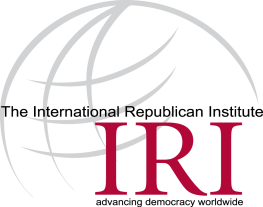 The International Republican Institute
IRI
advancing democracy worldwide